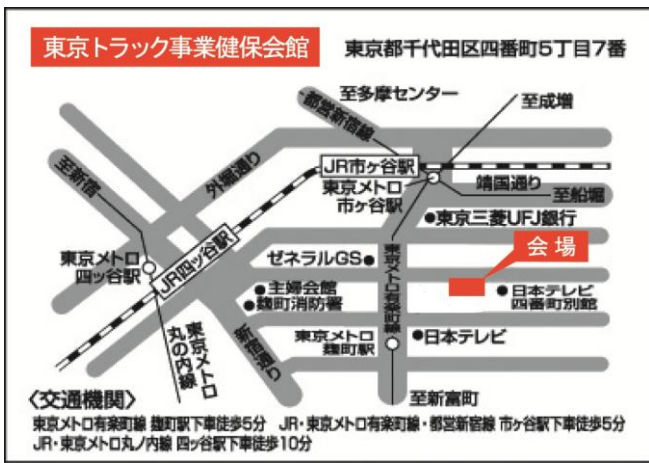 東京トラック事業健保会館
東京都千代田区四番町5丁目7番
至多摩センター
至成増
都営新宿線
JR市ヶ谷駅
東京メトロ
市ヶ谷駅
靖国通り
至船堀
外堀通り
至新宿
●東京三菱UFJ銀行
会場
JR四ッ谷駅
東京メトロ
四ッ谷駅
ゼネラルGS●
東京メトロ有楽町線
●主婦会館
●麹町消防署
●日本テレビ
四番町別館
新宿通り
東京メトロ
丸の内線
東京メトロ
麹町駅
●日本テレビ
至新富町
〈交通機関〉
東京メトロ有楽町線 麹町駅下車徒歩5分 JR・東京メトロ有楽町線・都営新宿線 市ヶ谷駅下車徒歩5分
JR・東京メトロ丸ノ内線 四ッ谷駅下車徒歩10分